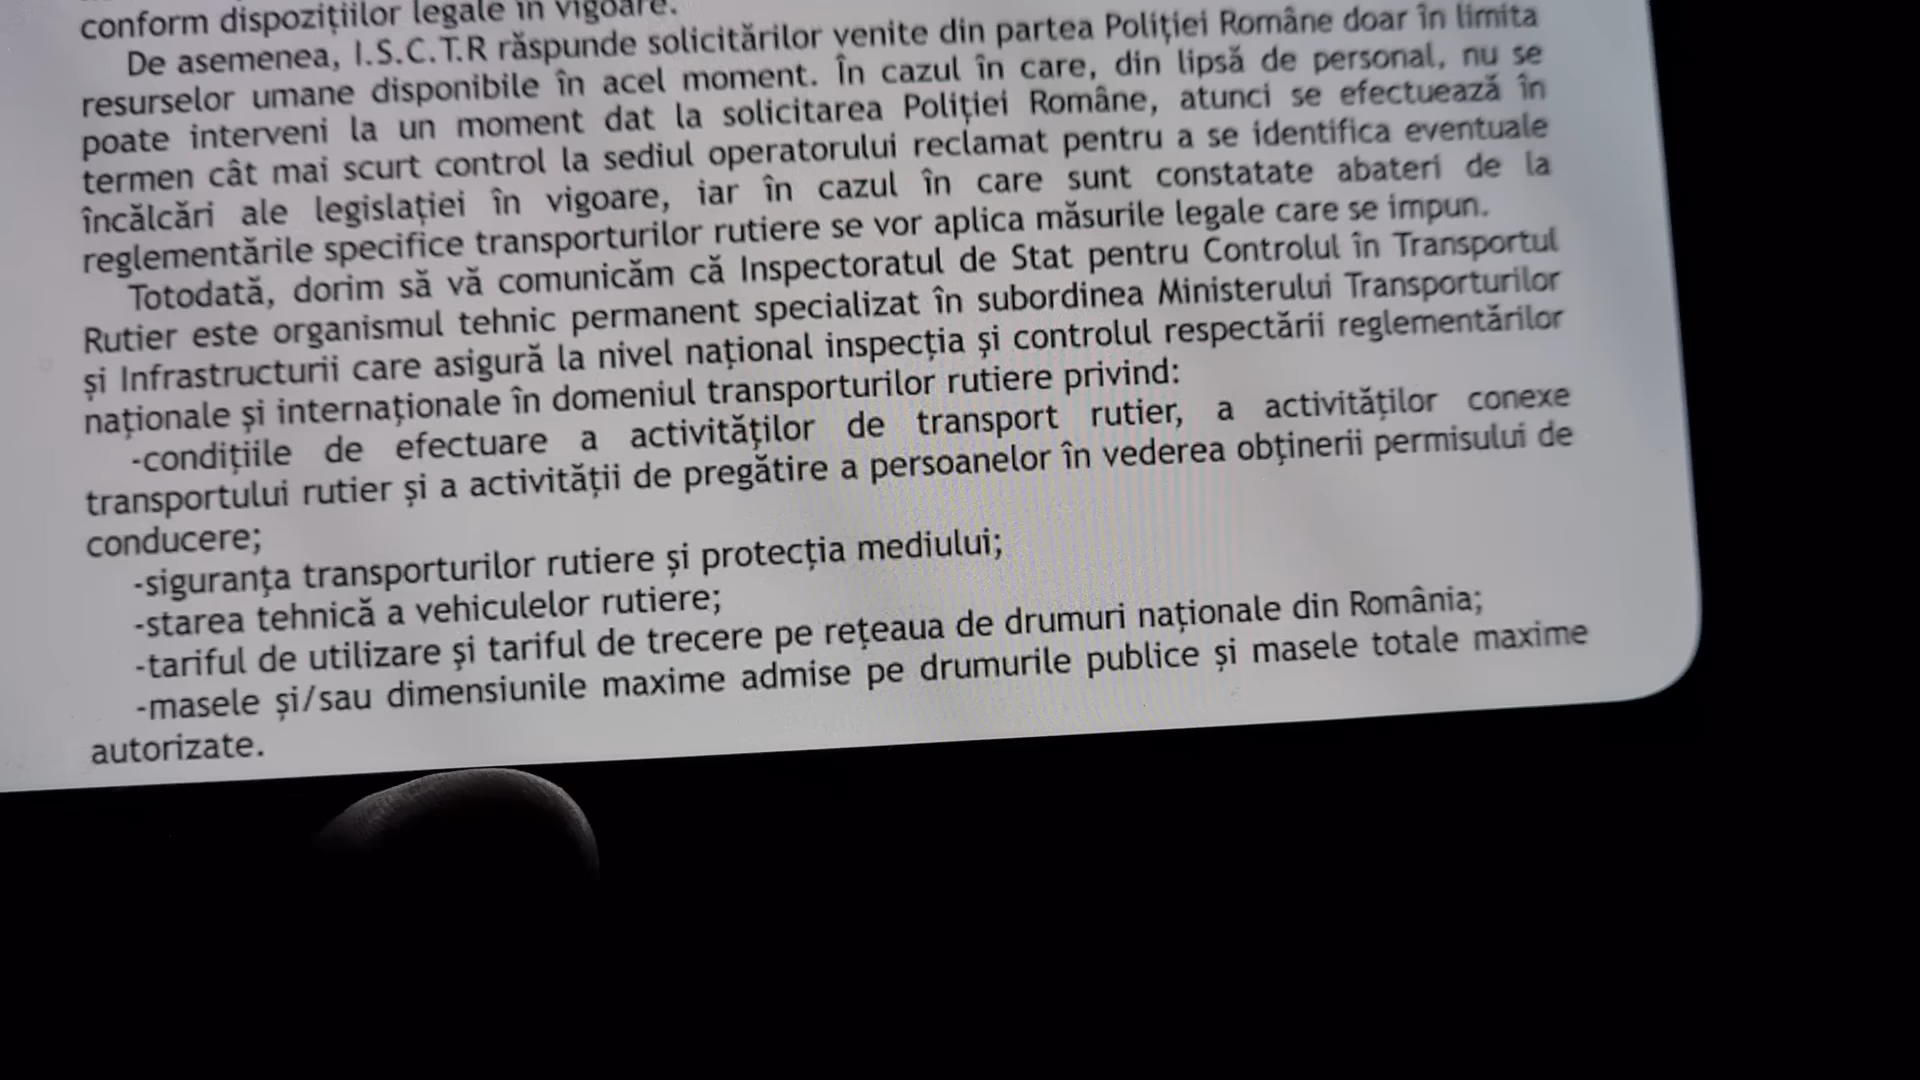 conform dispozițiilor legale în vigoare.
De asemenea, I.S.C.T.R răspunde solicitărilor venite din partea Poliției Române doar în limita
resurselor umane disponibile în acel moment. În cazul în care, din lipsă de personal, nu se
poate interveni la un moment dat la solicitarea Poliției Române, atunci se efectuează în
termen cât mai scurt control la sediul operatorului reclamat pentru a se identifica eventuale
încălcări ale legislației în vigoare, iar în cazul în care sunt constatate abateri de la
reglementările specifice transporturilor rutiere se vor aplica măsurile legale care se impun.
Totodată, dorim să vă comunicăm că Inspectoratul de Stat pentru Controlul în Transportul
Rutier este organismul tehnic permanent specializat în subordinea Ministerului Transporturilor
și Infrastructurii care asigură la nivel național inspecția și controlul respectării reglementărilor
naționale și internaționale în domeniul transporturilor rutiere privind:
-condițiile de efectuare a activităților de transport rutier, a activităților conexe
transportului rutier și a activității de pregătire a persoanelor în vederea obținerii permisului de
conducere;
-siguranța transporturilor rutiere și protecția mediului;
-starea tehnică a vehiculelor rutiere;
-tariful de utilizare și tariful de trecere pe rețeaua de drumuri naționale din România;
-masele și/sau dimensiunile maxime admise pe drumurile publice și masele totale maxime
autorizate.